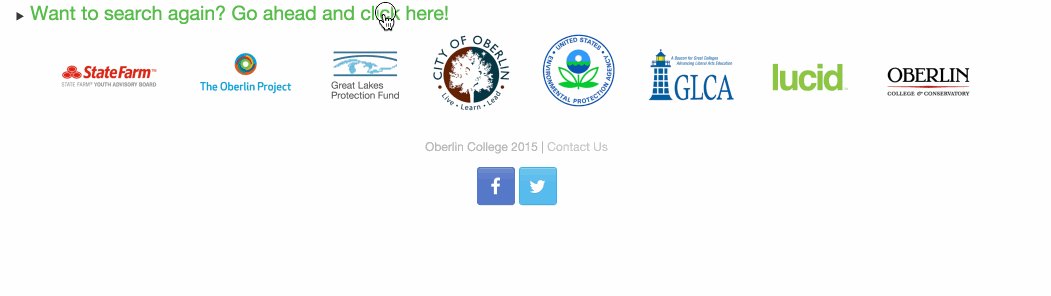 Want to search again? Go ahead and click here!
StateFarm™
STATE FARM® YOUTH ADVISORY BOARD
The Oberlin Project
Great Lakes
Protection Fund
CITY OF OBERLIN
Live • Learn • Lead
UNITED STATES
ENVIRONMENTAL PROTECTION AGENCY
A Beacon for Great Colleges
Advancing Liberal Arts Education
GLCA
lucid
OBERLIN
COLLEGE & CONSERVATORY
Oberlin College 2015 | Contact Us
f